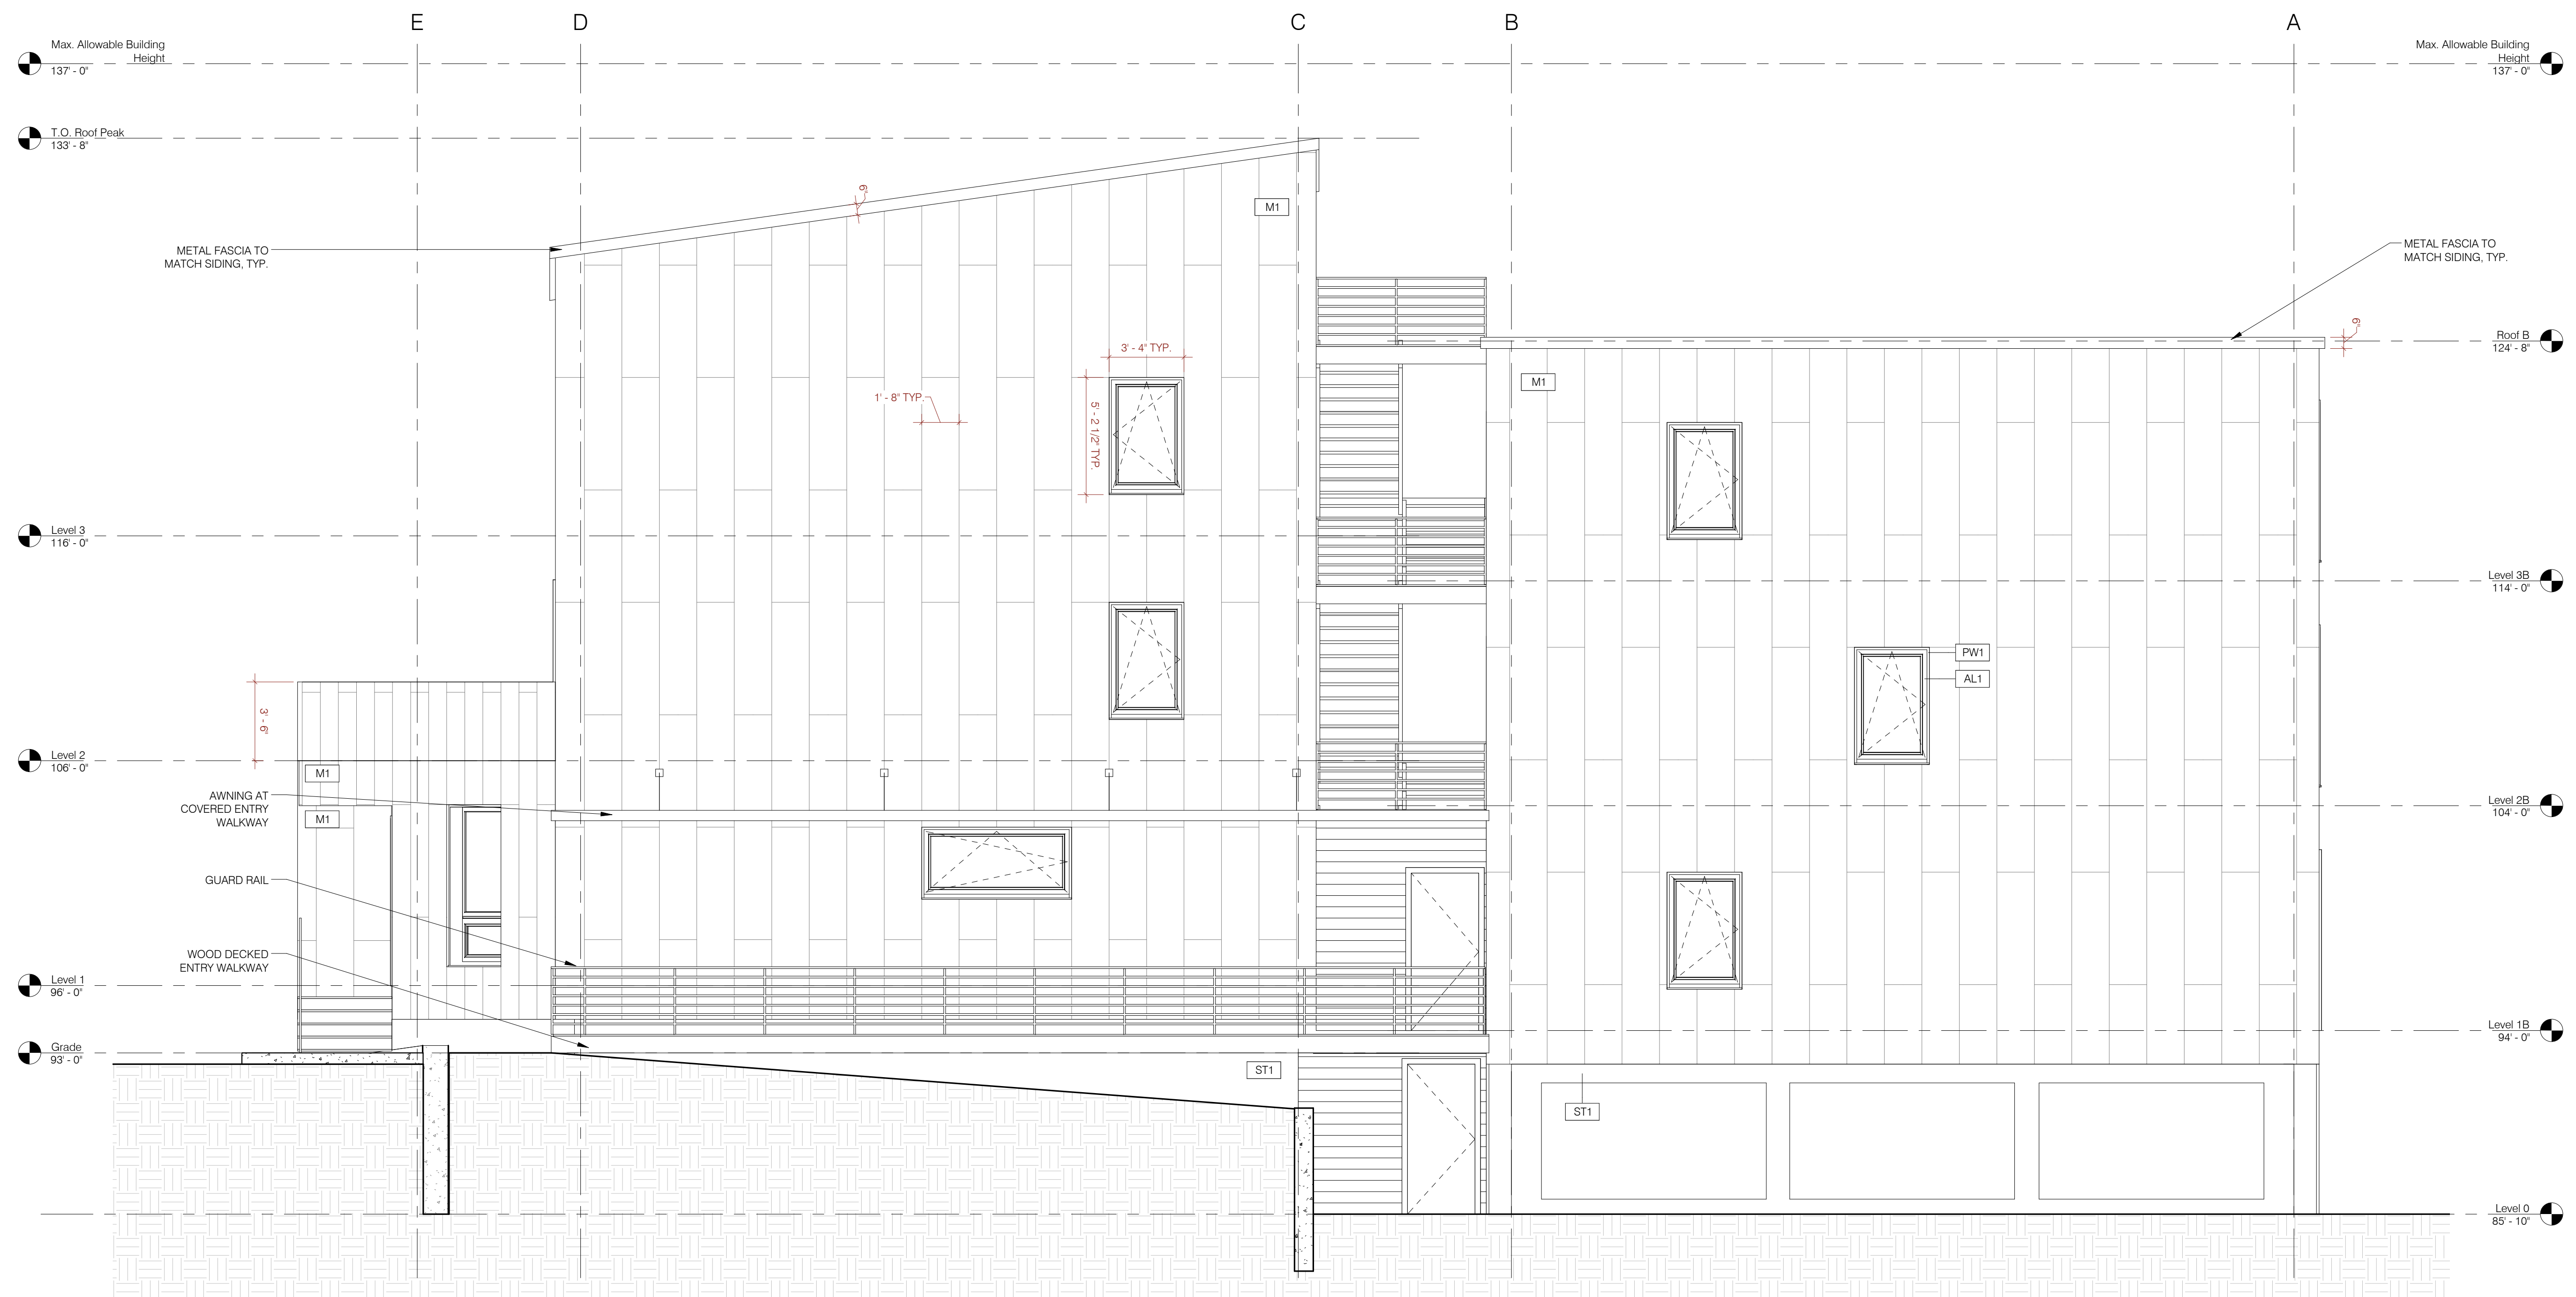 E
D
C
B
A
Max. Allowable Building
Height
137' - 0"
Max. Allowable Building
Height
137' - 0"
T.O. Roof Peak
133' - 8"
6"
M1
METAL FASCIA TO
MATCH SIDING, TYP.
METAL FASCIA TO
MATCH SIDING, TYP.
6"
Roof B
124' - 8"
3' - 4" TYP.
M1
1' - 8" TYP.
5' - 2 1/2" TYP.
Level 3
116' - 0"
Level 3B
114' - 0"
PW1
AL1
3' - 6"
Level 2
106' - 0"
M1
AWNING AT
COVERED ENTRY
WALKWAY
M1
Level 2B
104' - 0"
GUARD RAIL
WOOD DECKED
ENTRY WALKWAY
Level 1
96' - 0"
Level 1B
94' - 0"
Grade
93' - 0"
ST1
ST1
Level 0
85' - 10"